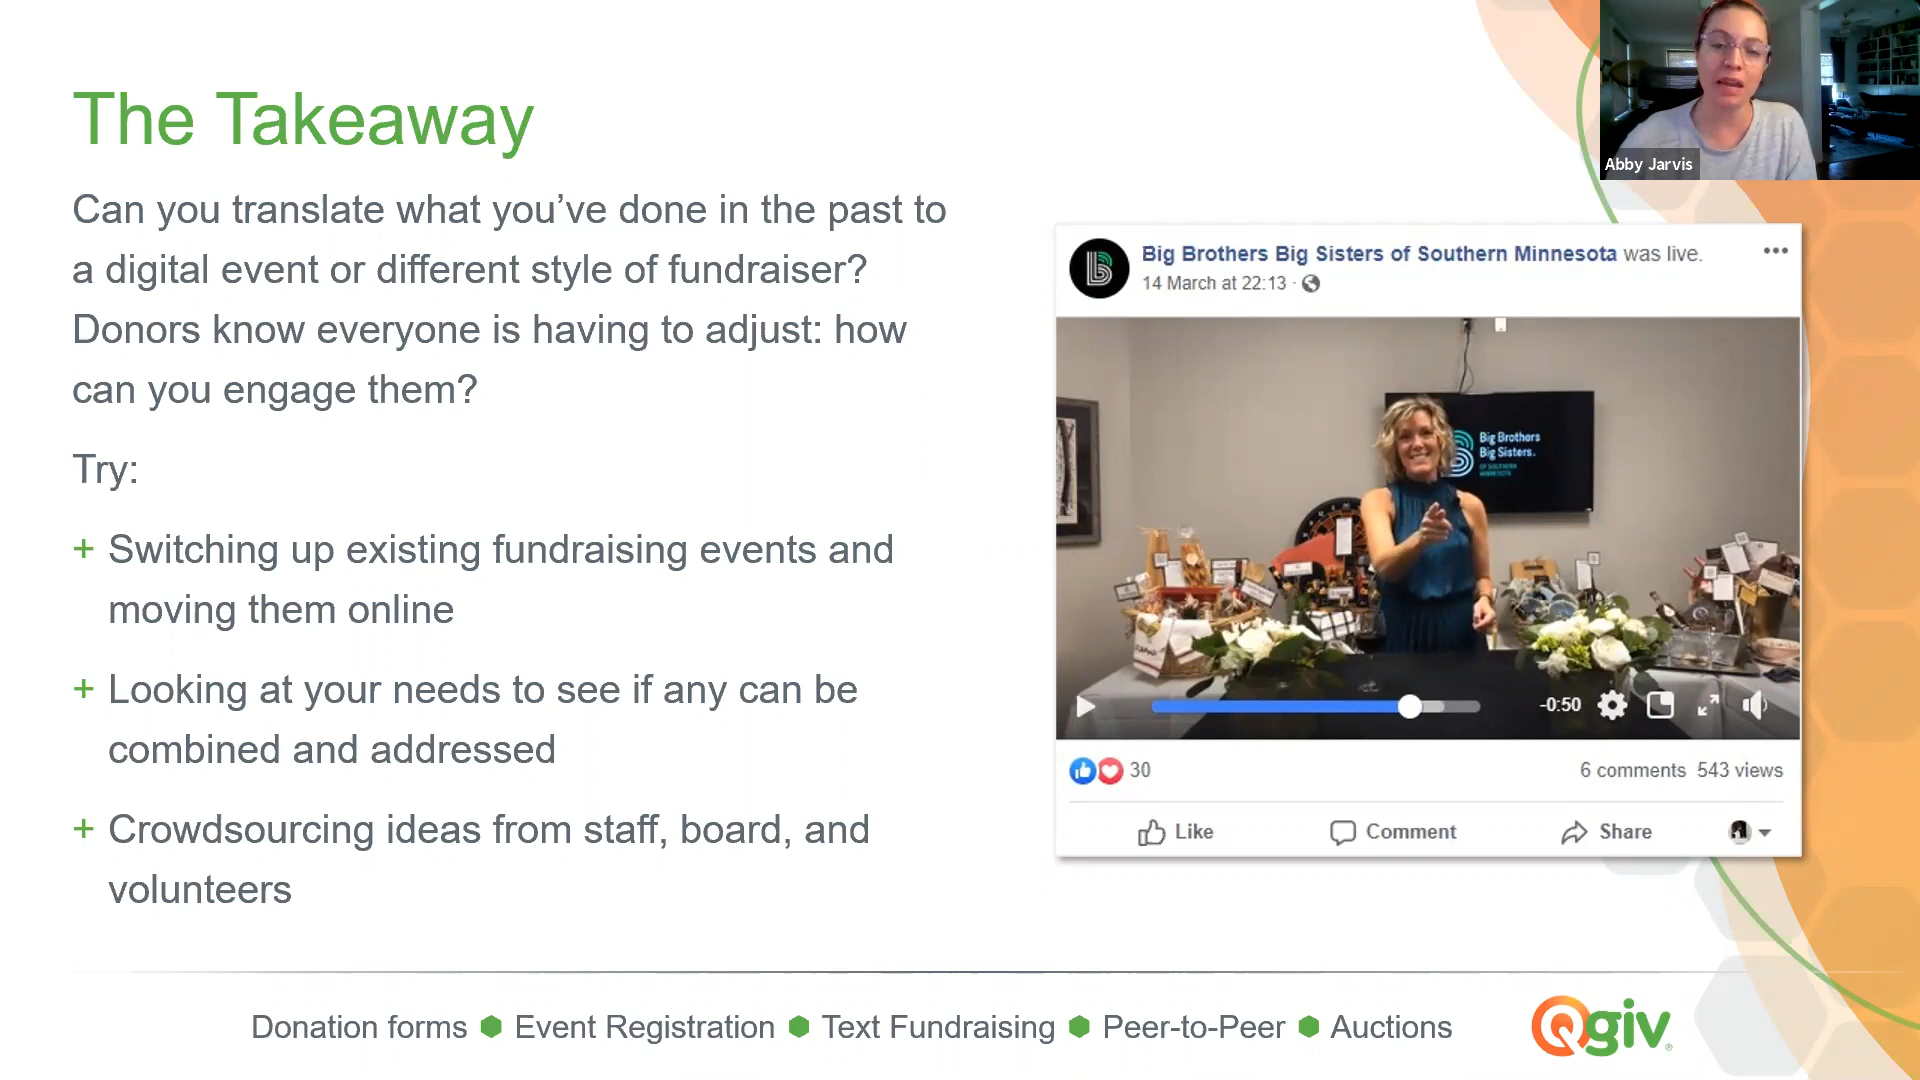 The Takeaway
Can you translate what you’ve done in the past to
a digital event or different style of fundraiser?
Donors know everyone is having to adjust: how
can you engage them?
Try:
+ Switching up existing fundraising events and
moving them online
+ Looking at your needs to see if any can be
combined and addressed
+ Crowdsourcing ideas from staff, board, and
volunteers
Abby Jarvis
Big Brothers Big Sisters of Southern Minnesota was live.
14 March at 22:13
Big Brothers
Big Sisters.
OF SOUTHERN
MINNESOTA
-0:50
30
6 comments 543 views
Like
Comment
Share
Donation forms
Event Registration
Text Fundraising
Peer-to-Peer
Auctions
Qgiv